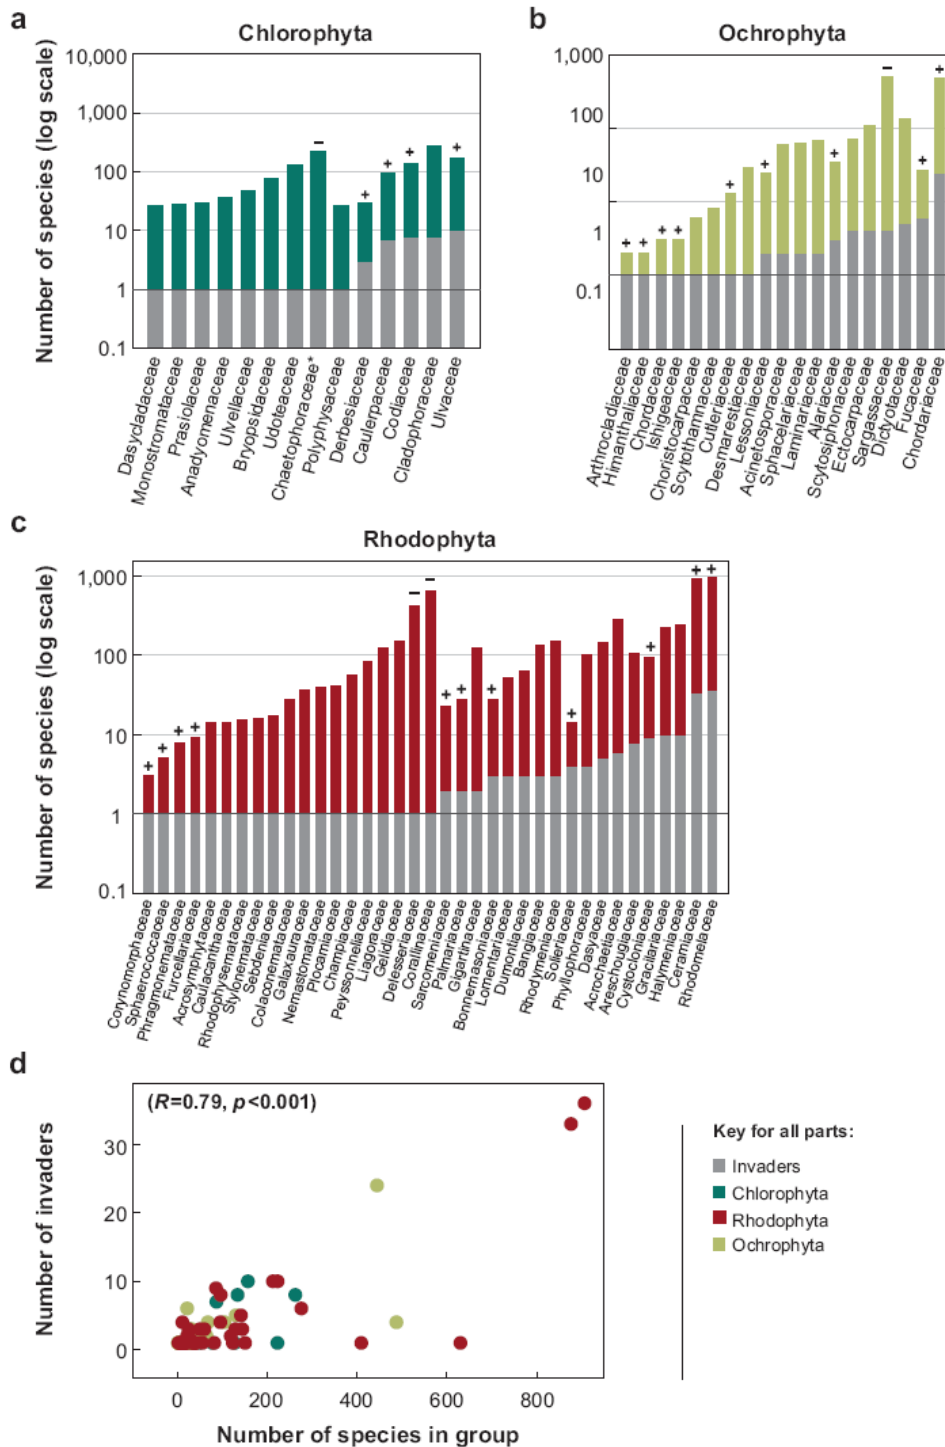 a
Chlorophyta
Number of species (log scale)
10,000
1,000
100
10
1
0.1
− + + + +
Dasycladaceae
Monostromataceae
Prasiolaceae
Anadyomenaceae
Ulvellaceae
Bryopsidaceae
Udoteaceae
Chaetophoraceae*
Polyphysaceae
Derbesiaceae
Caulerpaceae
Codiaceae
Cladophoraceae
Ulvaceae
b
Ochrophyta
1,000
100
10
1
0.1
+ + + + + + + − + +
Arthrocladiaceae
Himanthaliaceae
Chordaceae
Ishigeaceae
Choristocarpaceae
Scytothamnaceae
Cutleriaceae
Desmarestiaceae
Lessoniaceae
Acinetosporaceae
Sphacelariaceae
Laminariaceae
Alariaceae
Scytosiphonaceae
Ectocarpaceae
Sargassaceae
Dictyotaceae
Fucaceae
Chordariaceae
c
Rhodophyta
Number of species (log scale)
1,000
100
10
1
0.1
+ + + + − − + + + + + + +
Corynomorphaceae
Sphaerococcaceae
Phragmonemataceae
Furcellariaceae
Acrosymphytaceae
Caulacanthaceae
Rhodophysemataceae
Stylonemataceae
Sebdeniaceae
Colaconemataceae
Galaxauraceae
Nemastomataceae
Plocamiaceae
Champiaceae
Peyssonnellaceae
Liagoraceae
Gelidiaceae
Delesseriaceae
Corallinaceae
Sarcomeniaceae
Palmariaceae
Gigartinaceae
Bonnemasoniaceae
Lomentariaceae
Dumontiaceae
Bangiaceae
Rhodymeniaceae
Solieriaceae
Phyllophoraceae
Dasyaceae
Acrochaetiaceae
Areschougiaceae
Cystocloniaceae
Gracilariaceae
Halymeniaceae
Ceramiaceae
Rhodomelaceae
d
(R=0.79, p<0.001)
Number of invaders
30
20
10
0
0 200 400 600 800
Number of species in group
Key for all parts:
Invaders
Chlorophyta
Rhodophyta
Ochrophyta